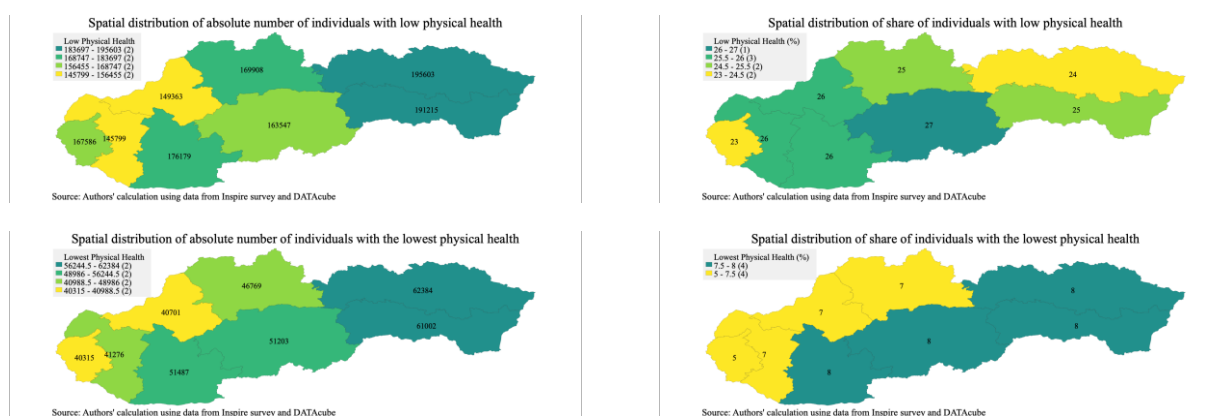 Spatial distribution of absolute number of individuals with low physical health
Low Physical Health
183697 - 195603 (2)
168747 - 183697 (2)
156455 - 168747 (2)
145799 - 156455 (2)
169908
195603
149363
191215
163547
167586
145799
176179
Source: Authors' calculation using data from Inspire survey and DATAcube
Spatial distribution of share of individuals with low physical health
Low Physical Health (%)
26 - 27 (1)
25.5 - 26 (3)
24.5 - 25.5 (2)
23 - 24.5 (2)
25
24
26
25
27
23
26
26
Source: Authors' calculation using data from Inspire survey and DATAcube
Spatial distribution of absolute number of individuals with the lowest physical health
Lowest Physical Health
56244.5 - 62384 (2)
48986 - 56244.5 (2)
40988.5 - 48986 (2)
40315 - 40988.5 (2)
46769
62384
40701
61002
51203
40315
41276
51487
Source: Authors' calculation using data from Inspire survey and DATAcube
Spatial distribution of share of individuals with the lowest physical health
Lowest Physical Health (%)
7.5 - 8 (4)
5 - 7.5 (4)
7
8
7
8
8
5
7
8
Source: Authors' calculation using data from Inspire survey and DATAcube